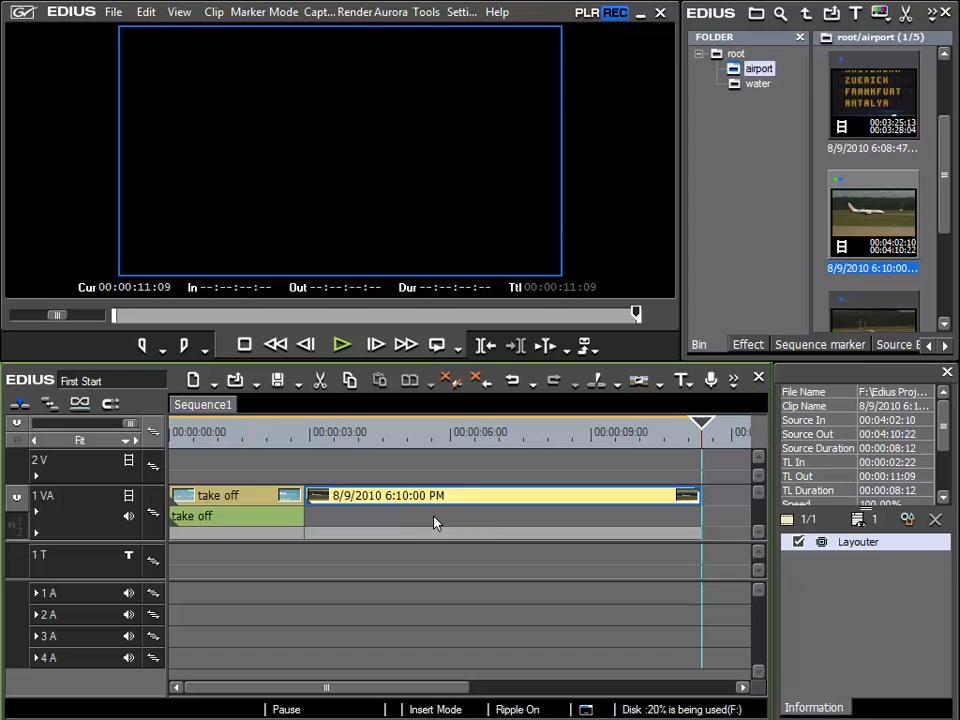 File Edit View Clip Marker Mode Capt... Render Aurora Tools Setti... Help PLR REC
Cur 00:00:11:09 In --:--:--:-- Out --:--:--:-- Dur --:--:--:-- Ttl 00:00:11:09
EDIUS
FOLDER
root
airport
water
root/airport (1/5)
ZUERICH
FRANKFURT
ANTALYA
00:03:25:13
00:03:28:04
8/9/2010 6:08:47...
00:04:02:10
00:04:10:22
8/9/2010 6:10:00...
Bin Effect Sequence marker Source B
EDIUS First Start
Sequence1
Fit
00:00:00:00 00:00:03:00 00:00:06:00 00:00:09:00 00:0
2 V
1 VA
take off
8/9/2010 6:10:00 PM
take off
1 T T
1 A
2 A
3 A
4 A
Pause Insert Mode Ripple On Disk :20% is being used(F:)
File Name F:\Edius Proj...
Clip Name 8/9/2010 6:1...
Source In 00:04:02:10
Source Out 00:04:10:22
Source Duration 00:00:08:12
TL In 00:00:02:22
TL Out 00:00:11:09
TL Duration 00:00:08:12
Speed
1/1 1
Layouter
Information